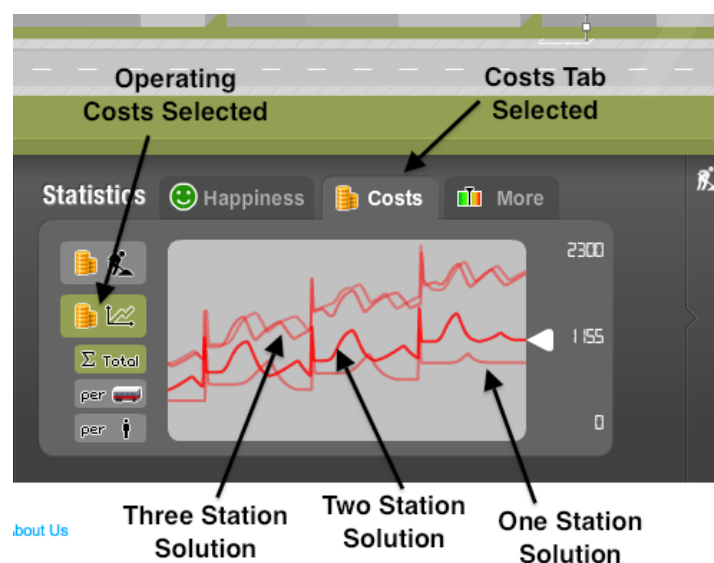 Operating
Costs Selected
Costs Tab
Selected
Statistics
Happiness
Costs
More
2300
1155
0
Σ Total
per
per
Three Station
Solution
Two Station
Solution
One Station
Solution
About Us